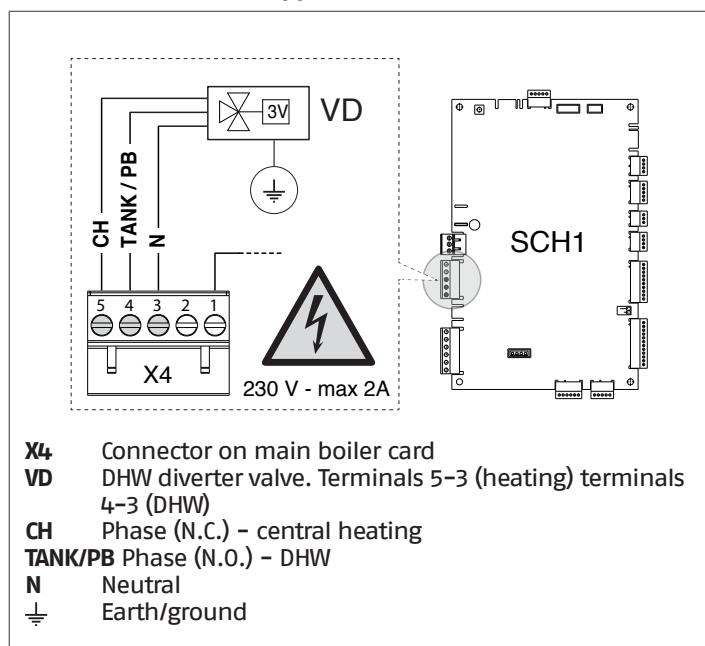 3V
VD
CH
TANK / PB
N
5 4 3 2 1
X4
230 V - max 2A
SCH1
X4 Connector on main boiler card
VD DHW diverter valve. Terminals 5-3 (heating) terminals
4-3 (DHW)
CH Phase (N.C.) - central heating
TANK/PB Phase (N.O.) - DHW
N Neutral
Earth/ground